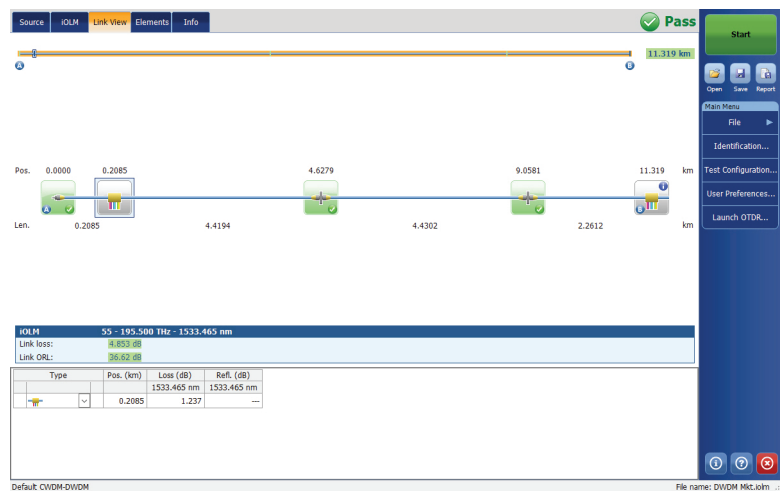 Source iOLM Link View Elements Info Pass
11.319 km
A B
Start
Open Save Report
Main Menu
File
Identification...
Test Configuration...
User Preferences...
Launch OTDR...
Pos. 0.0000 0.2085 4.6279 9.0581 11.319 km
A B
Len. 0.2085 4.4194 4.4302 2.2612 km
iOLM 55 - 195.500 THz - 1533.465 nm
Link loss: 4.853 dB
Link ORL: 36.62 dB
Type Pos. (km) Loss (dB) Refl. (dB)
1533.465 nm 1533.465 nm
0.2085 1.237 ---
Default CWDM-DWDM File name: DWDM Mkt.iolm